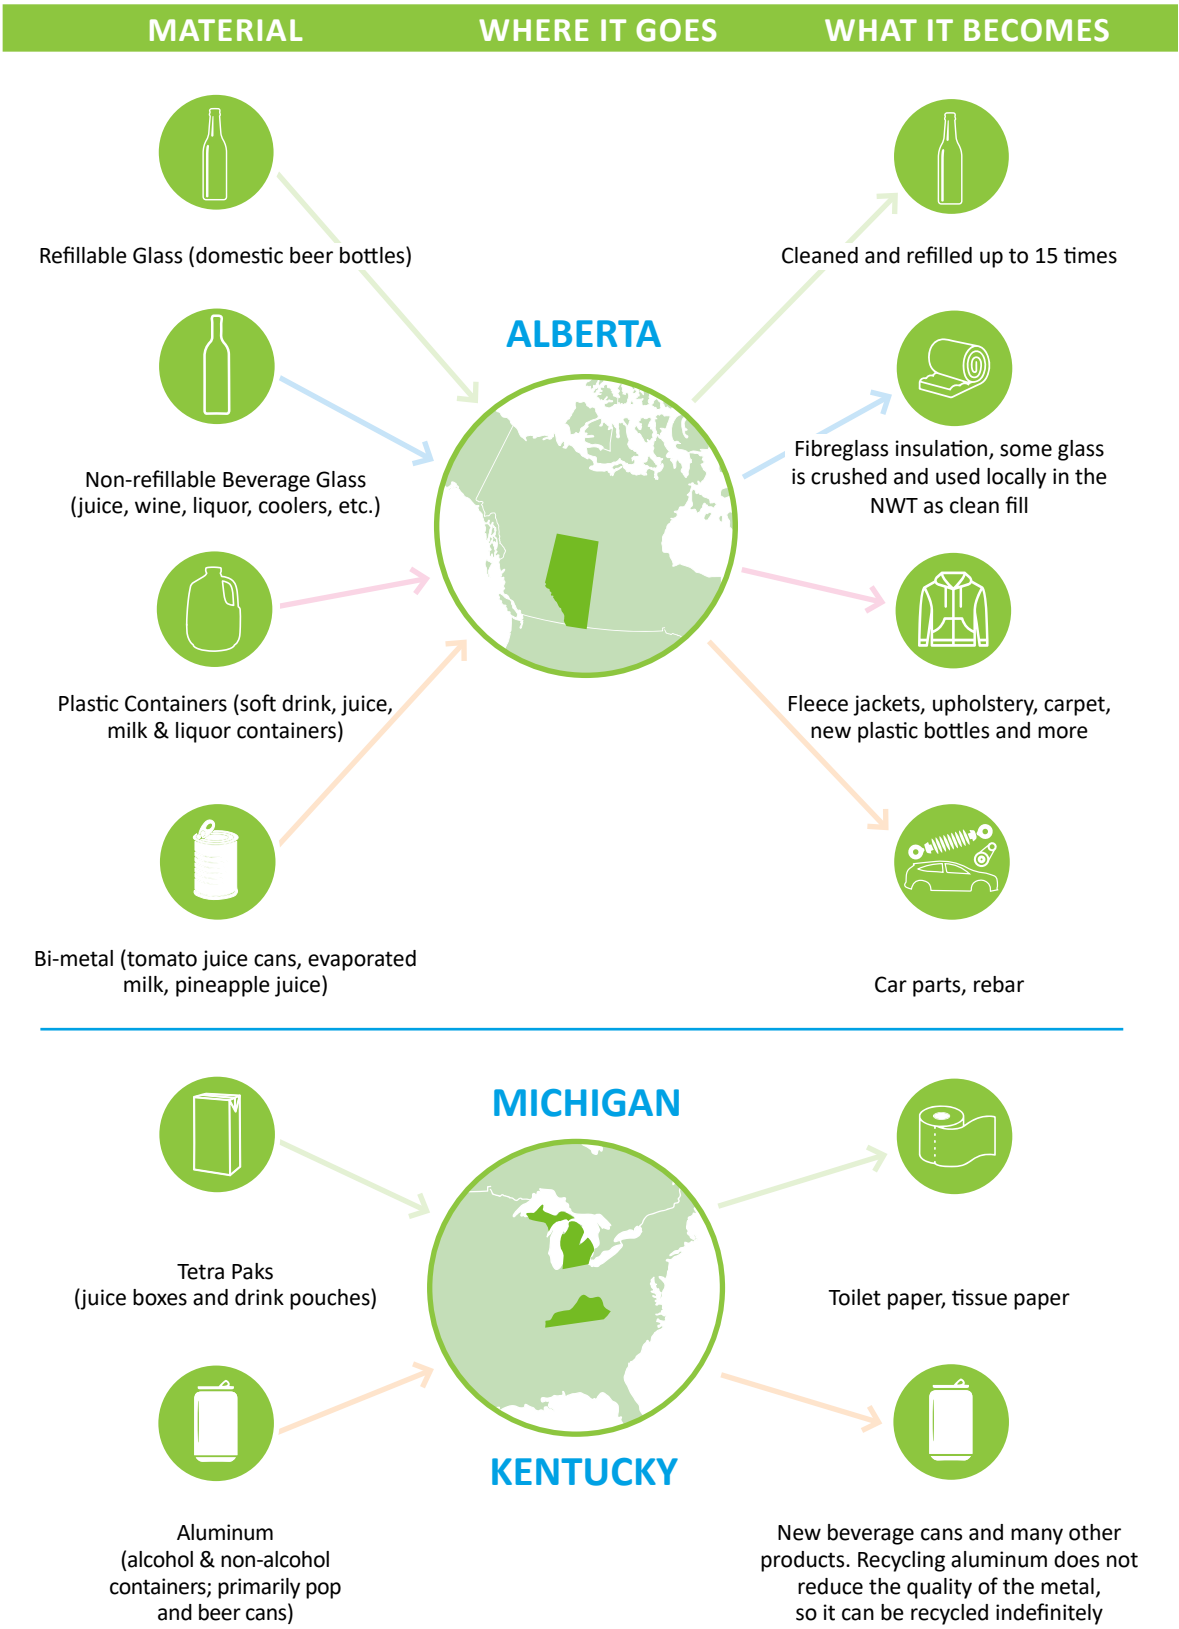 MATERIAL
WHERE IT GOES
WHAT IT BECOMES
Refillable Glass (domestic beer bottles)
Cleaned and refilled up to 15 times
ALBERTA
Non-refillable Beverage Glass
(juice, wine, liquor, coolers, etc.)
Fibreglass insulation, some glass
is crushed and used locally in the
NWT as clean fill
Plastic Containers (soft drink, juice,
milk & liquor containers)
Fleece jackets, upholstery, carpet,
new plastic bottles and more
Bi-metal (tomato juice cans, evaporated
milk, pineapple juice)
Car parts, rebar
MICHIGAN
Tetra Paks
(juice boxes and drink pouches)
Toilet paper, tissue paper
KENTUCKY
Aluminum
(alcohol & non-alcohol
containers; primarily pop
and beer cans)
New beverage cans and many other
products. Recycling aluminum does not
reduce the quality of the metal,
so it can be recycled indefinitely